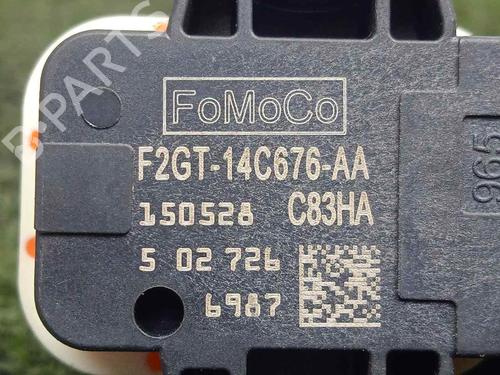 B-PARTS
FoMoCo
F2GT-14C676-AA
150528 C83HA
5 02 726
6987
965